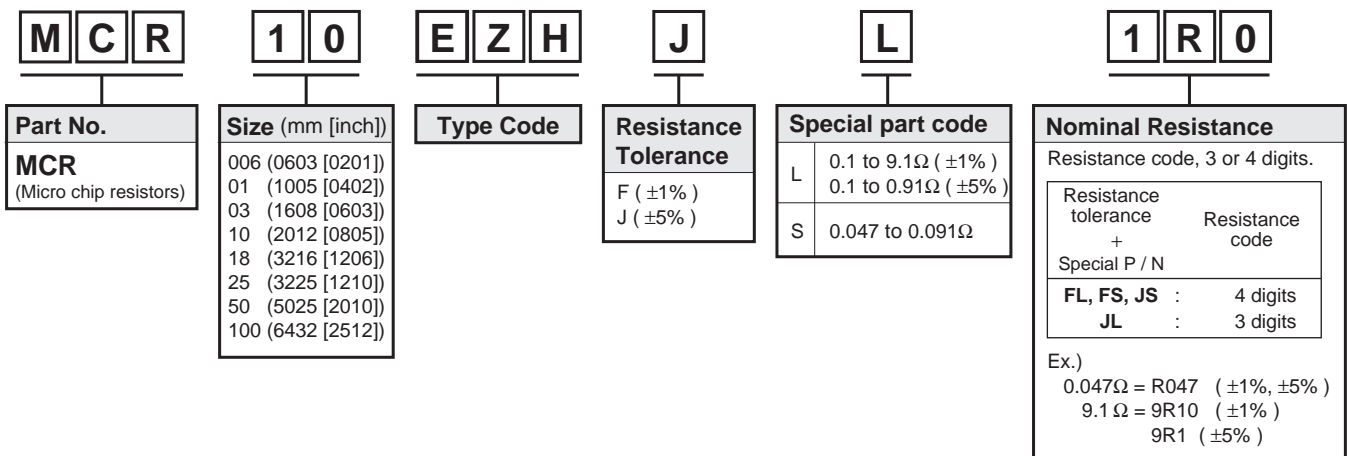 MCR 10 EZH J L 1R0
Part No.
MCR
(Micro chip resistors)
Size (mm [inch])
006 (0603 [0201])
01 (1005 [0402])
03 (1608 [0603])
10 (2012 [0805])
18 (3216 [1206])
25 (3225 [1210])
50 (5025 [2010])
100 (6432 [2512])
Type Code
Resistance
Tolerance
F ( ±1% )
J ( ±5% )
Special part code
L 0.1 to 9.1Ω ( ±1% )
0.1 to 0.91Ω ( ±5% )
S 0.047 to 0.091Ω
Nominal Resistance
Resistance code, 3 or 4 digits.
Resistance
tolerance
+
Special P / N
Resistance
code
FL, FS, JS : 4 digits
JL : 3 digits
Ex.)
0.047Ω = R047 ( ±1%, ±5% )
9.1 Ω = 9R10 ( ±1% )
9R1 ( ±5% )